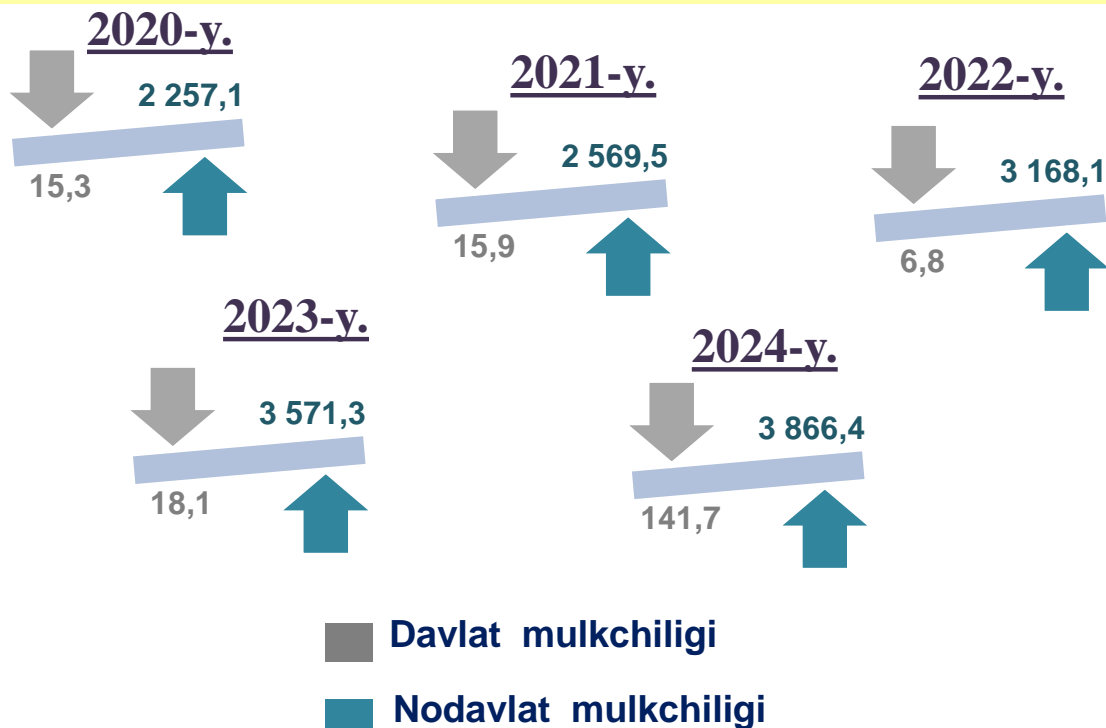 2020-y.
2 257,1
15,3
2021-y.
2 569,5
15,9
2022-y.
3 168,1
6,8
2023-y.
3 571,3
18,1
2024-y.
3 866,4
141,7
Davlat mulkchiligi
Nodavlat mulkchiligi